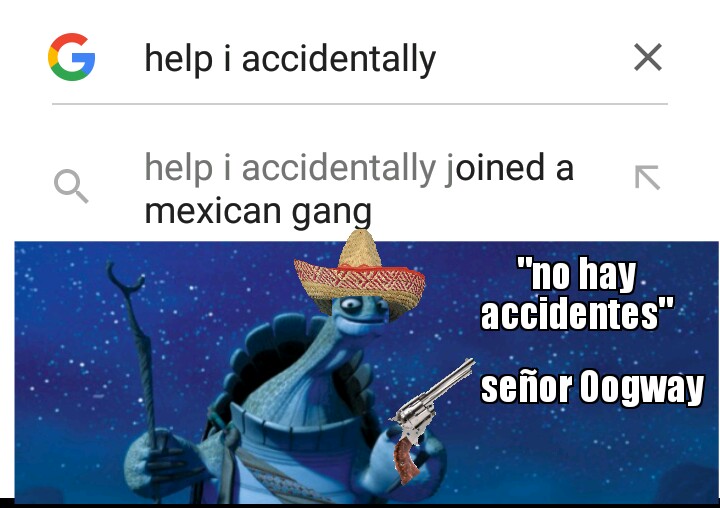 help i accidentally
help i accidentally joined a
mexican gang
"no hay
accidentes"
señor Oogway